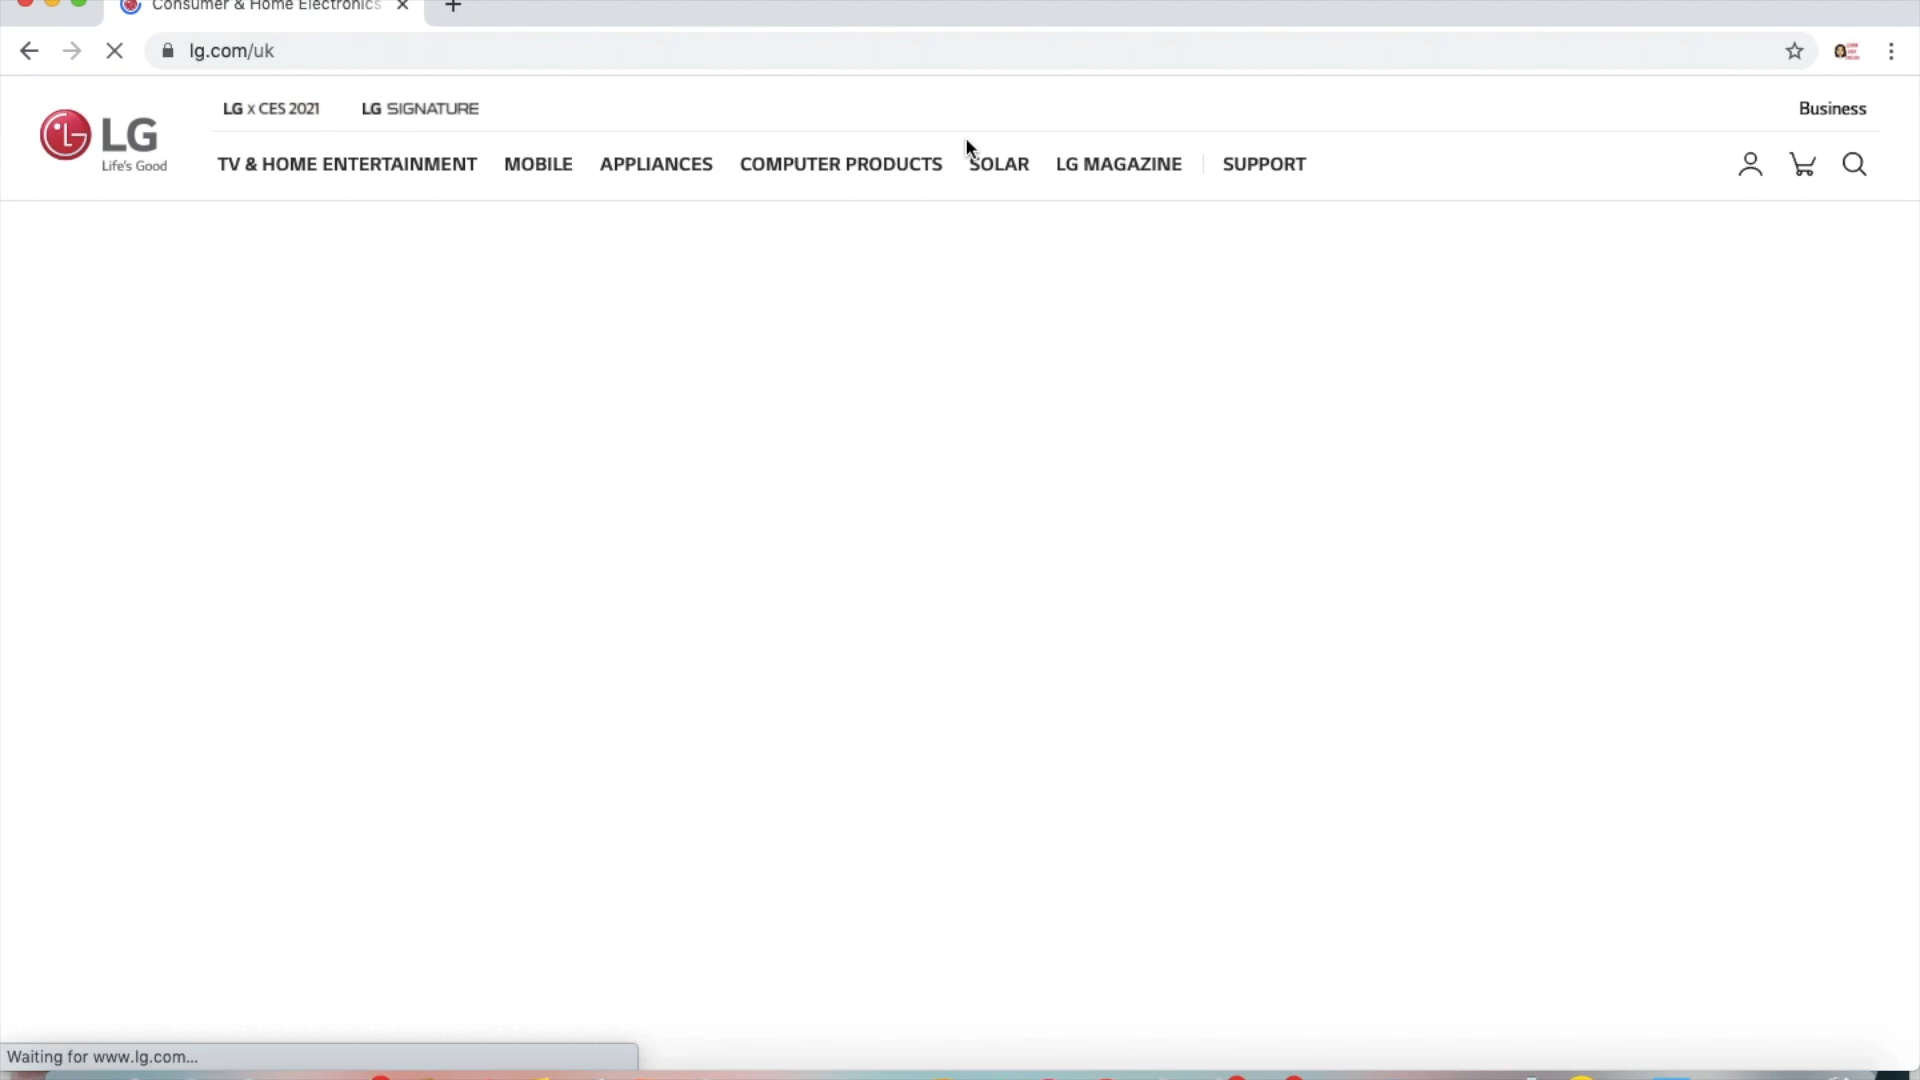 Consumer & Home Electronics
lg.com/uk
LG x CES 2021
LG SIGNATURE
Business
LG
Life's Good
TV & HOME ENTERTAINMENT
MOBILE
APPLIANCES
COMPUTER PRODUCTS
SOLAR
LG MAGAZINE
SUPPORT
Waiting for www.lg.com...